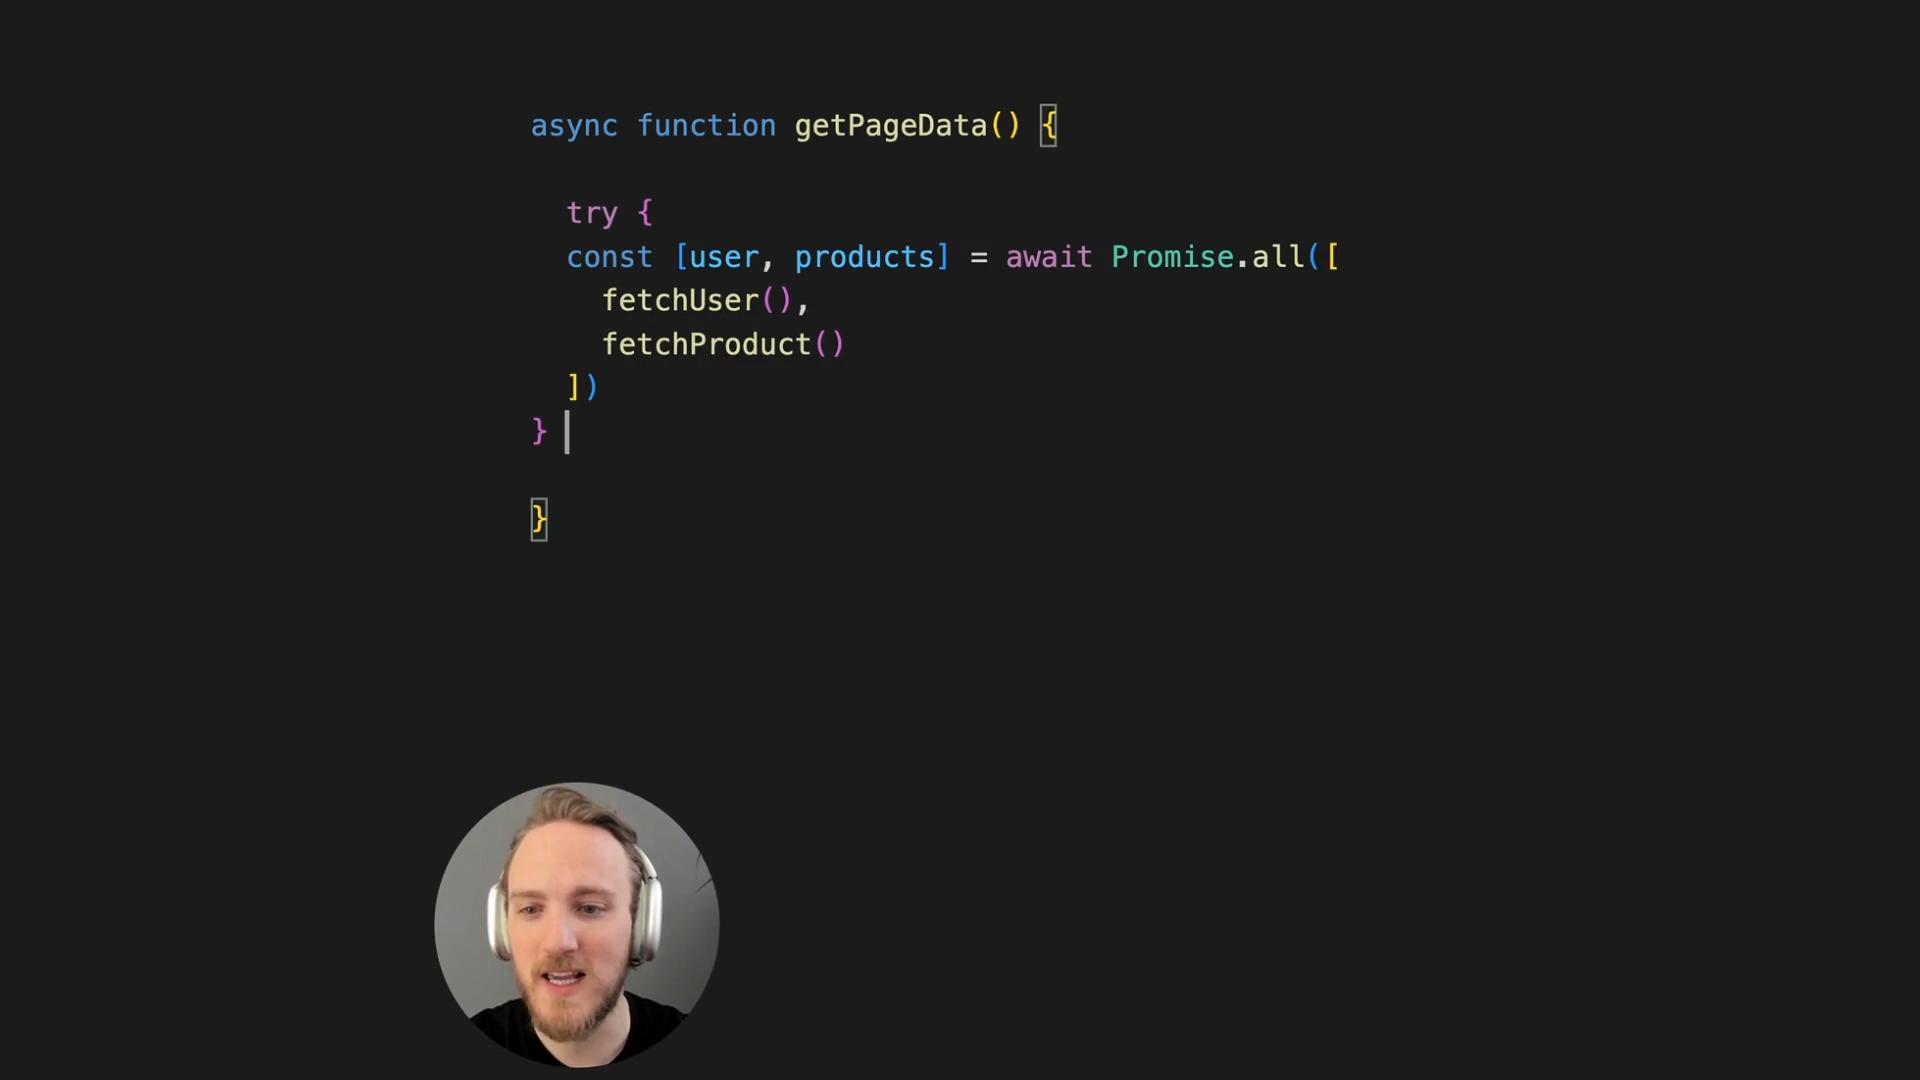 async function getPageData() {
try {
const [user, products] = await Promise.all([
fetchUser(),
fetchProduct()
])
}
}